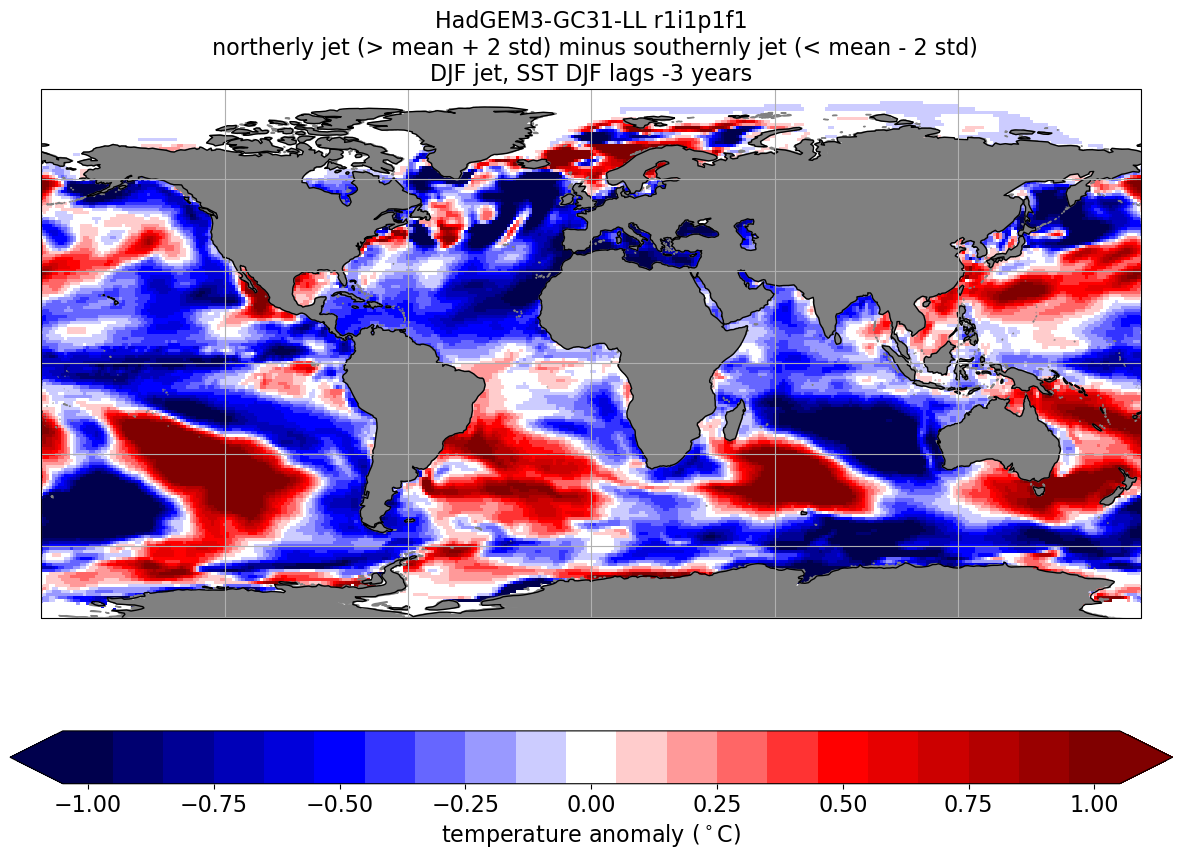 HadGEM3-GC31-LL r1i1p1f1
northerly jet (> mean + 2 std) minus southernly jet (< mean - 2 std)
DJF jet, SST DJF lags -3 years
−1.00 −0.75 −0.50 −0.25 0.00 0.25 0.50 0.75 1.00
temperature anomaly (°C)